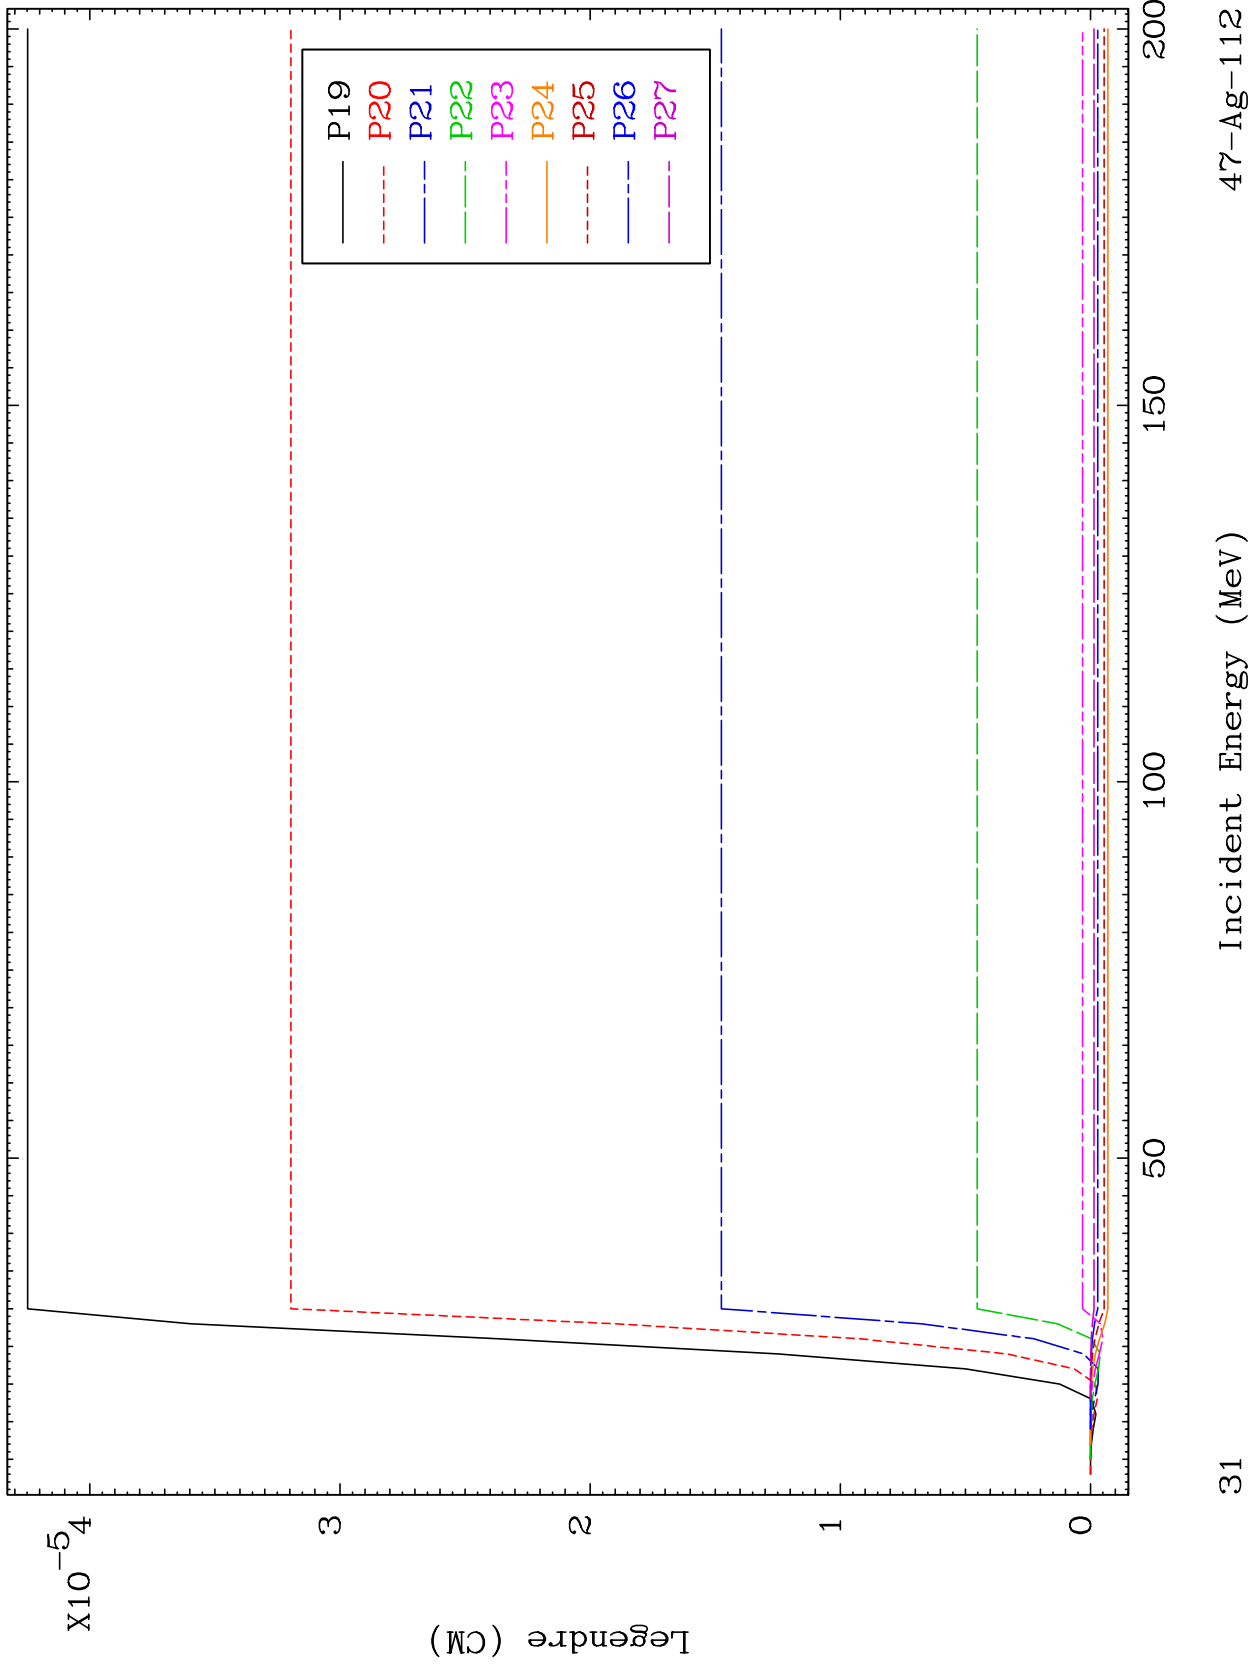 X10-5
4
3
2
1
0
Legendre (CM)
P19
P20
P21
P22
P23
P24
P25
P26
P27
50
100
150
200
Incident Energy (MeV)
31
47-Ag-112